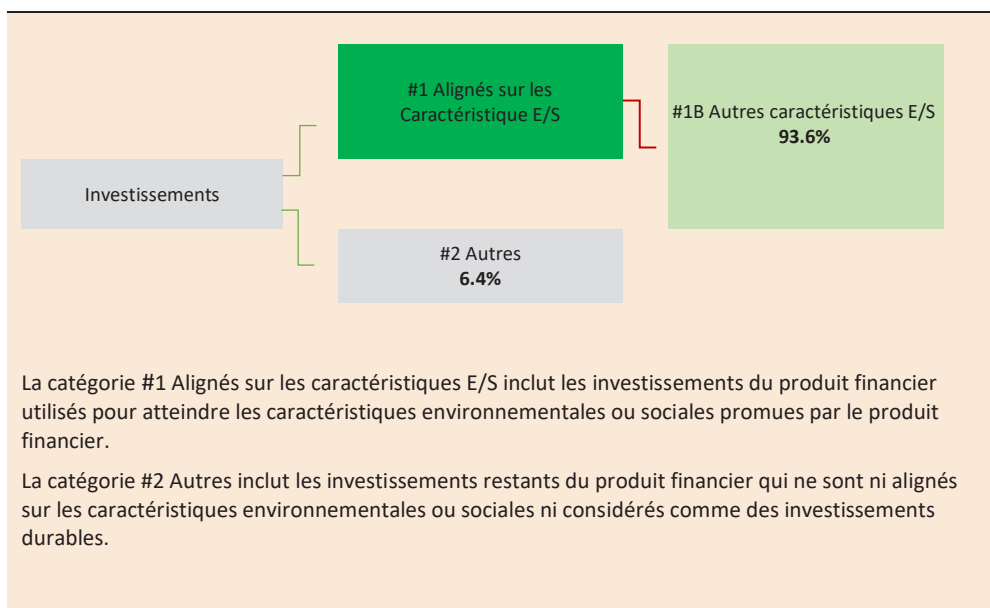 #1 Alignés sur les
Caractéristique E/S
#1B Autres caractéristiques E/S
93.6%
Investissements
#2 Autres
6.4%
La catégorie #1 Alignés sur les caractéristiques E/S inclut les investissements du produit financier
utilisés pour atteindre les caractéristiques environnementales ou sociales promues par le produit
financier.
La catégorie #2 Autres inclut les investissements restants du produit financier qui ne sont ni alignés
sur les caractéristiques environnementales ou sociales ni considérés comme des investissements
durables.